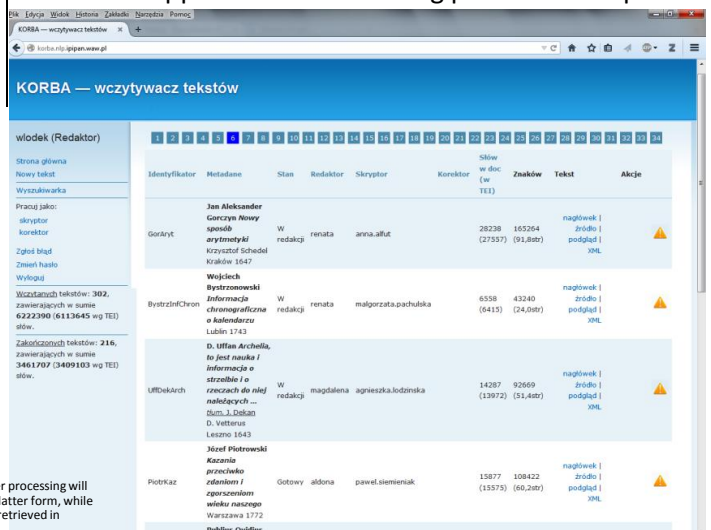 Plik Edycja Widok Historia Zakładki Narzędzia Pomoc
KORBA — wczytywacz tekstów
korba.nlp.ipipan.waw.pl
KORBA — wczytywacz tekstów
wlodek (Redaktor)
Strona główna
Nowy tekst
Wyszukiwarka
Pracuj jako:
skryptor
korektor
Zgłoś błąd
Zmień hasło
Wyloguj
Wczytanych tekstów: 302,
zawierających w sumie
6222390 (6113645 wg TEI)
słów.
Zakończonych tekstów: 216,
zawierających w sumie
3461707 (3409103 wg TEI)
słów.
1 2 3 4 5 6 7 8 9 10 11 12 13 14 15 16 17 18 19 20 21 22 23 24 25 26 27 28 29 30 31 32 33 34
Identyfikator Metadane Stan Redaktor Skryptor Korektor Słów w doc (w TEI) Znaków Tekst Akcje
GorAryt
Jan Aleksander
Gorczyn Nowy
sposób
arytmetyki
Krzysztof Schedel
Kraków 1647
W
redakcji
renata
anna.alfut
28238
(27557)
165264
(91,8str)
nagłówek |
źródło |
podgląd |
XML
BystrzInfChron
Wojciech
Bystrzonowski
Informacja
chronograficzna
o kalendarzu
Lublin 1743
W
redakcji
renata
malgorzata.pachulska
6558
(6415)
43240
(24,0str)
nagłówek |
źródło |
podgląd |
XML
UffDekArch
D. Uffan Archelia,
to jest nauka i
informacja o
strzelbie i o
rzeczach do niej
należących ...
tłum. J. Dekan
D. Vetterus
Leszno 1643
W
redakcji
magdalena
agnieszka.lodzinska
14287
(13972)
92669
(51,4str)
nagłówek |
źródło |
podgląd |
XML
PiotrKaz
Józef Piotrowski
Kazania
przeciwko
zdaniom i
zgorszeniom
wieku naszego
Warszawa 1772
Gotowy
aldona
pawel.siemieniak
15877
(15575)
108422
(60,2str)
nagłówek |
źródło |
podgląd |
XML
processing will
latter form, while
retrieved in